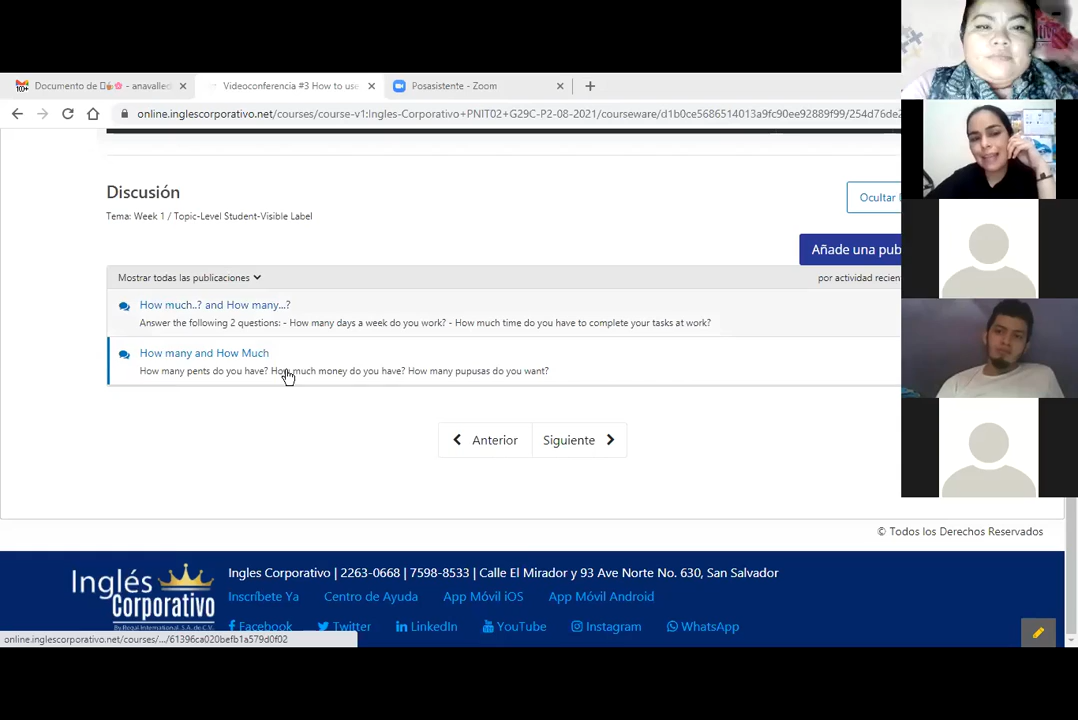 Documento de - anavalled
Videoconferencia #3 How to use
Posasistente - Zoom
online.inglescorporativo.net/courses/course-v1:Ingles-Corporativo+PNIT02+G29C-P2-08-2021/courseware/d1b0ce5686514013a9fc90ee92889f99/254d76de2
Discusión
Ocultar
Tema: Week 1 / Topic-Level Student-Visible Label
Añade una pub
Mostrar todas las publicaciones
por actividad recien
How much..? and How many...?
Answer the following 2 questions: - How many days a week do you work? - How much time do you have to complete your tasks at work?
How many and How Much
How many pents do you have? How much money do you have? How many pupusas do you want?
Anterior
Siguiente
© Todos los Derechos Reservados
Inglés
Corporativo
Ingles Corporativo | 2263-0668 | 7598-8533 | Calle El Mirador y 93 Ave Norte No. 630, San Salvador
Inscríbete Ya
Centro de Ayuda
App Móvil iOS
App Móvil Android
Facebook
Twitter
LinkedIn
YouTube
Instagram
WhatsApp
online.inglescorporativo.net/courses/.../61396ca020befb1a579d0f02